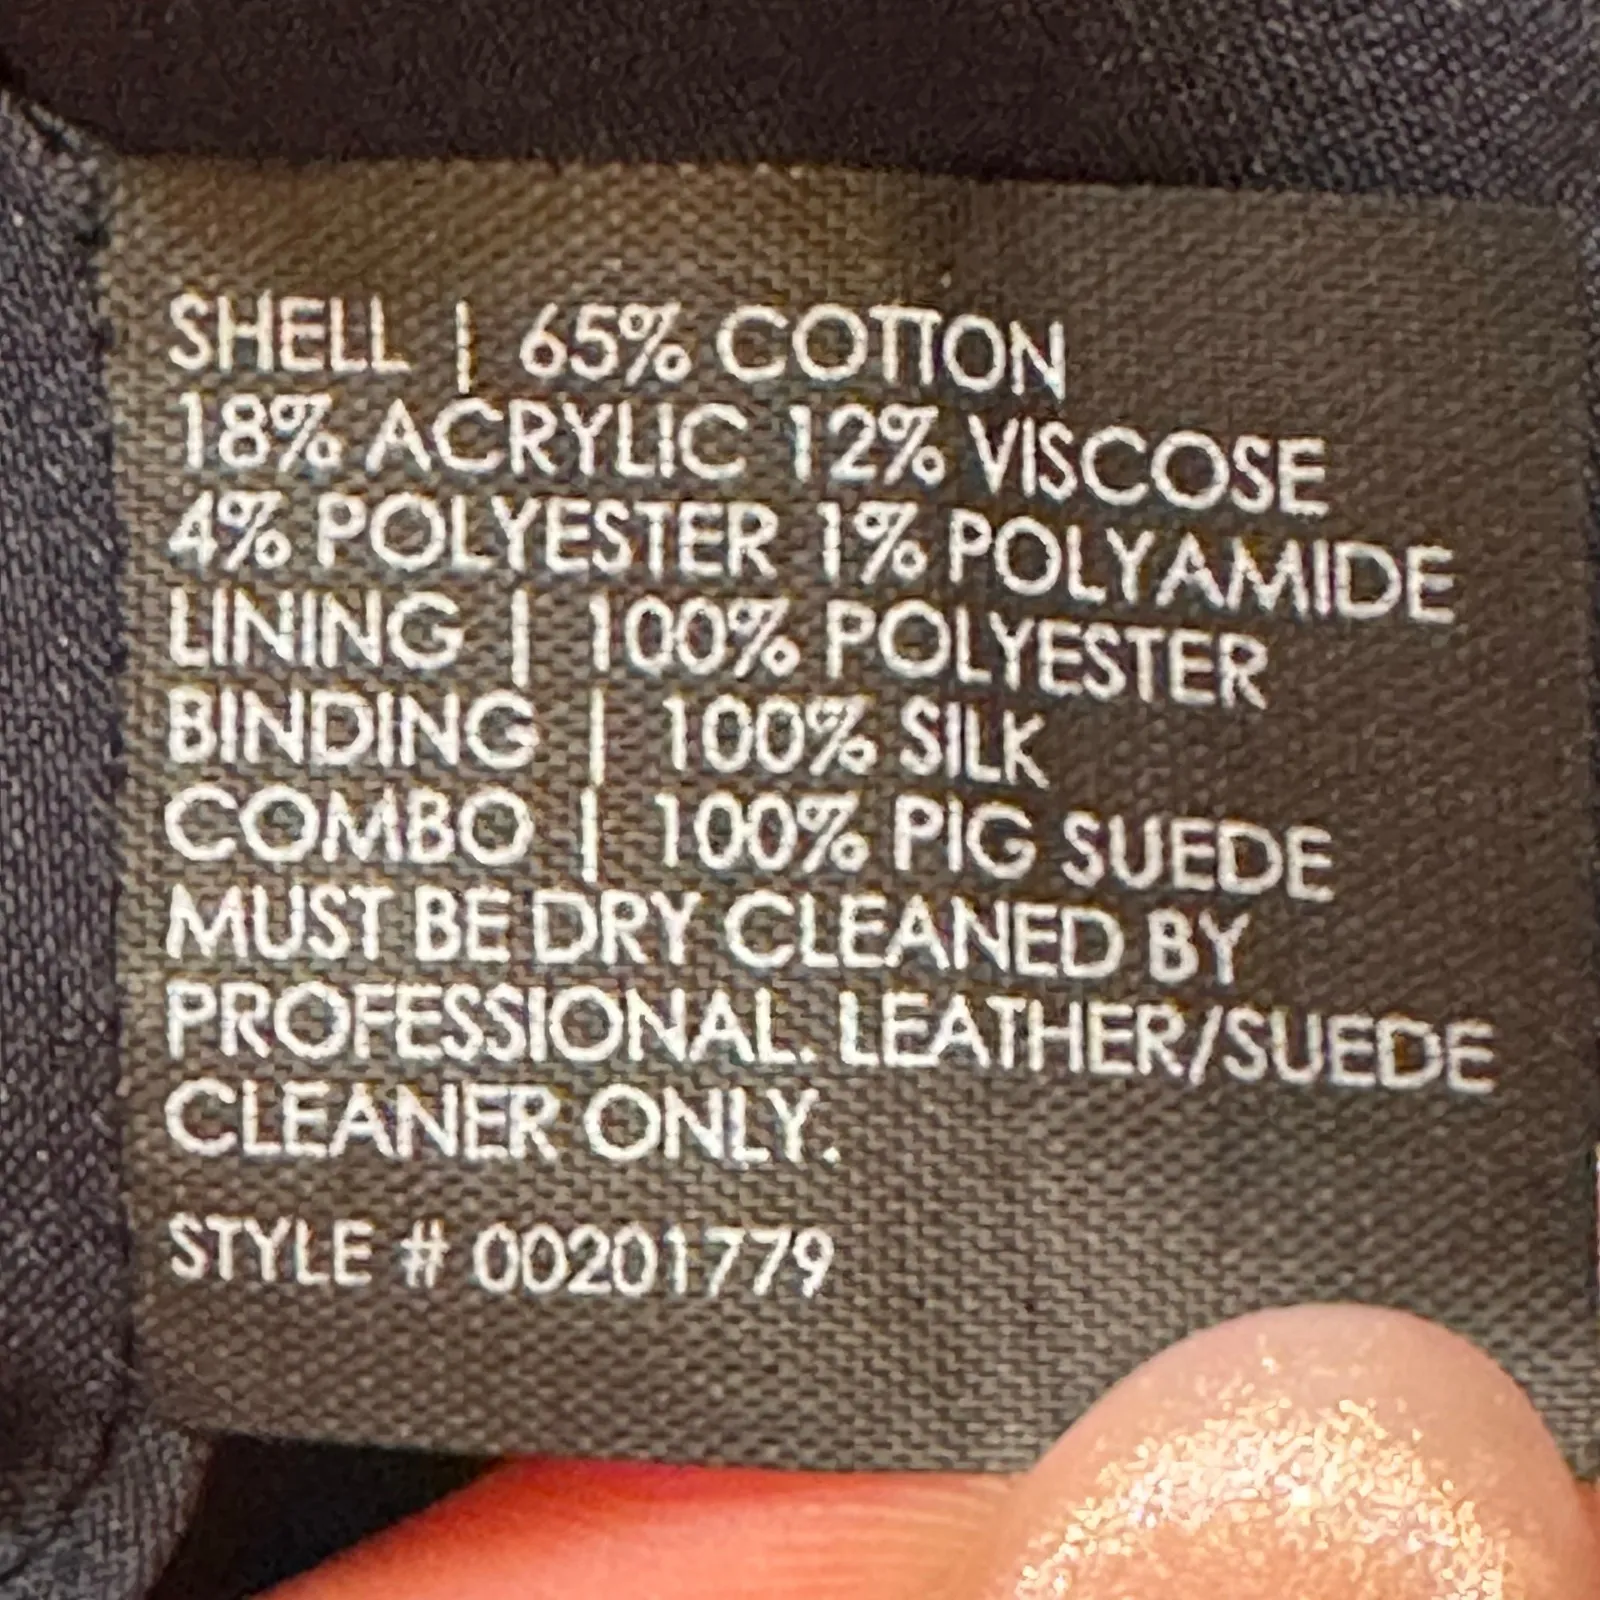 SHELL | 65% COTTON
18% ACRYLIC 12% VISCOSE
4% POLYESTER 1% POLYAMIDE
LINING | 100% POLYESTER
BINDING | 100% SILK
COMBO | 100% PIG SUEDE
MUST BE DRY CLEANED BY
PROFESSIONAL. LEATHER/SUEDE
CLEANER ONLY.
STYLE # 00201779